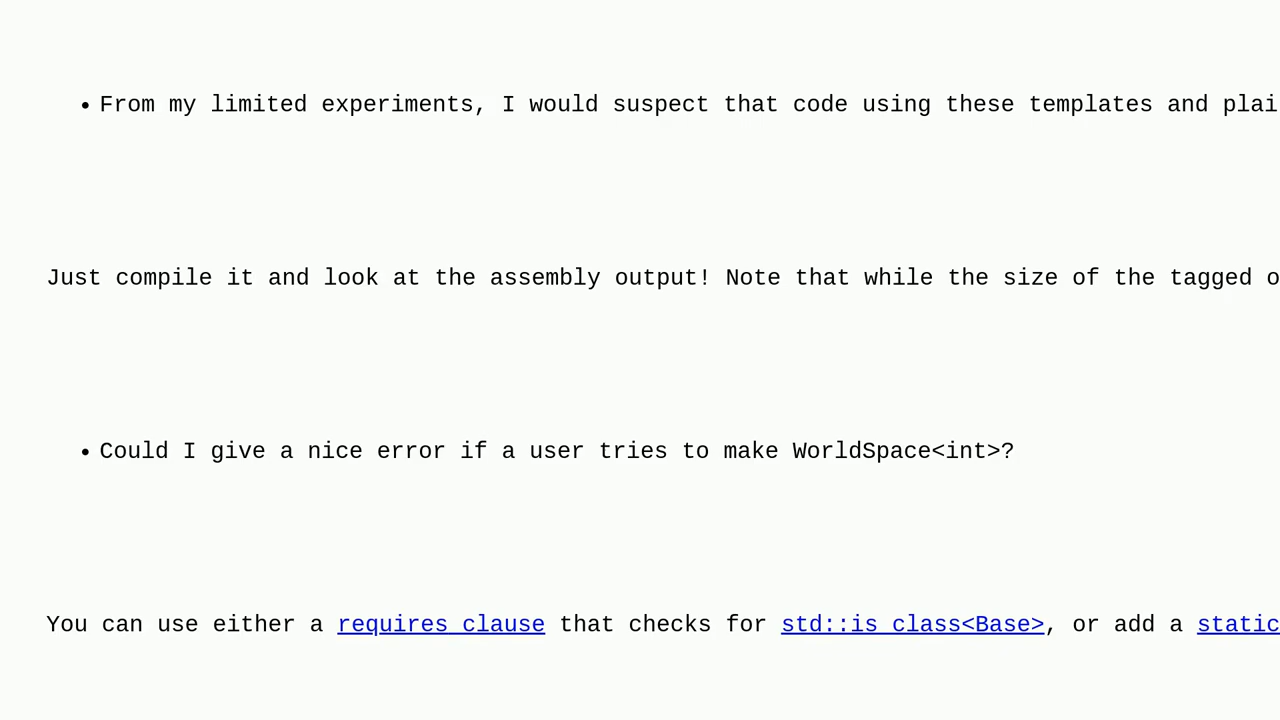 • From my limited experiments, I would suspect that code using these templates and plai
Just compile it and look at the assembly output! Note that while the size of the tagged o
• Could I give a nice error if a user tries to make WorldSpace<int>?
You can use either a requires clause that checks for std::is_class<Base>, or add a static